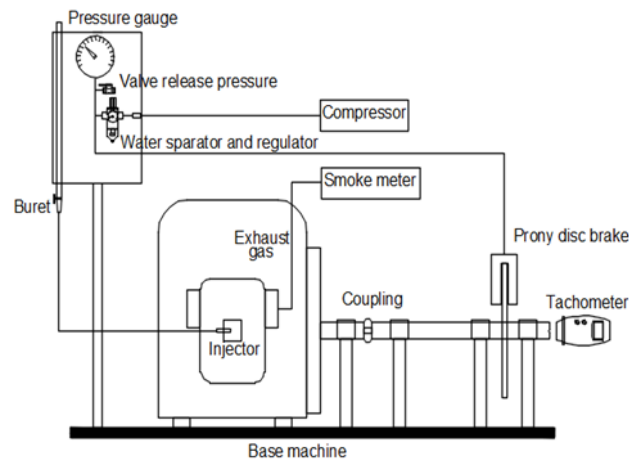 Pressure gauge
Valve release pressure
Compressor
Water sparator and regulator
Smoke meter
Buret
Exhaust
gas
Prony disc brake
Coupling
Tachometer
Injector
Base machine